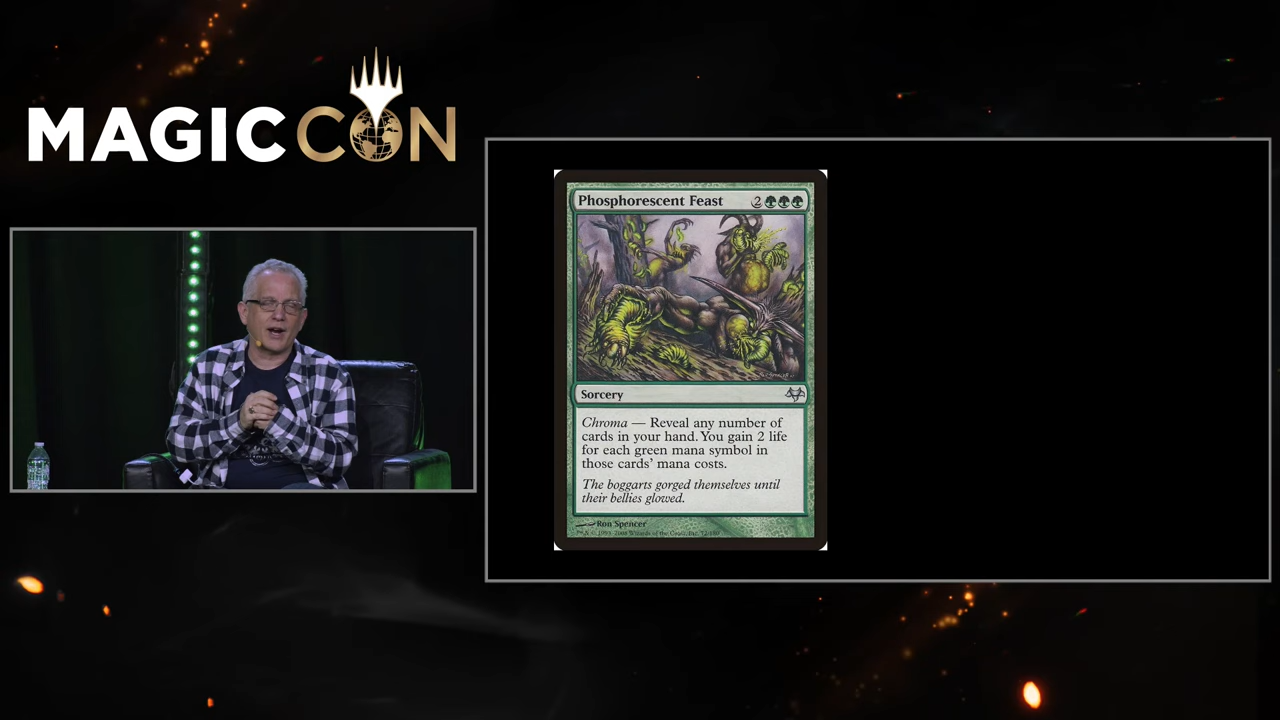 MAGICCON
Phosphorescent Feast 2
Sorcery
Chroma — Reveal any number of
cards in your hand. You gain 2 life
for each green mana symbol in
those cards' mana costs.
The boggarts gorged themselves until
their bellies glowed.
Ron Spencer